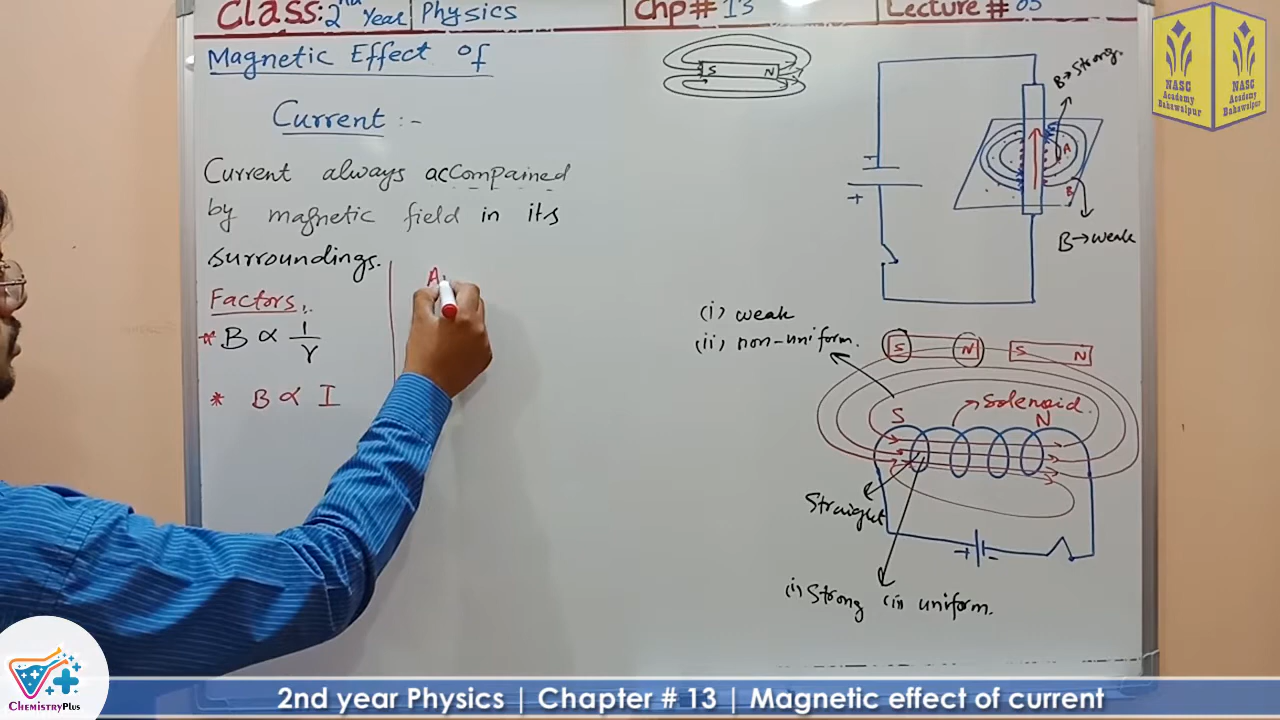 Class: 2nd Year
Physics
Chp # 13
Lecture # 05
Magnetic Effect of
Current :-
Current always accompained
by magnetic field in its
surroundings.
Factors:.
* B ∝ 1/r
* B ∝ I
A
S N
B→Strong.
A
B
B→weak
- +
(i) weak
(ii) non-uniform.
S N
S N
S
Solenoid.
N
Straight
+ -
(i) Strong (ii) uniform.
NASC
Academy
Bahawalpur
NASC
Academy
Bahawalpur
ChemistryPlus
2nd year Physics | Chapter # 13 | Magnetic effect of current